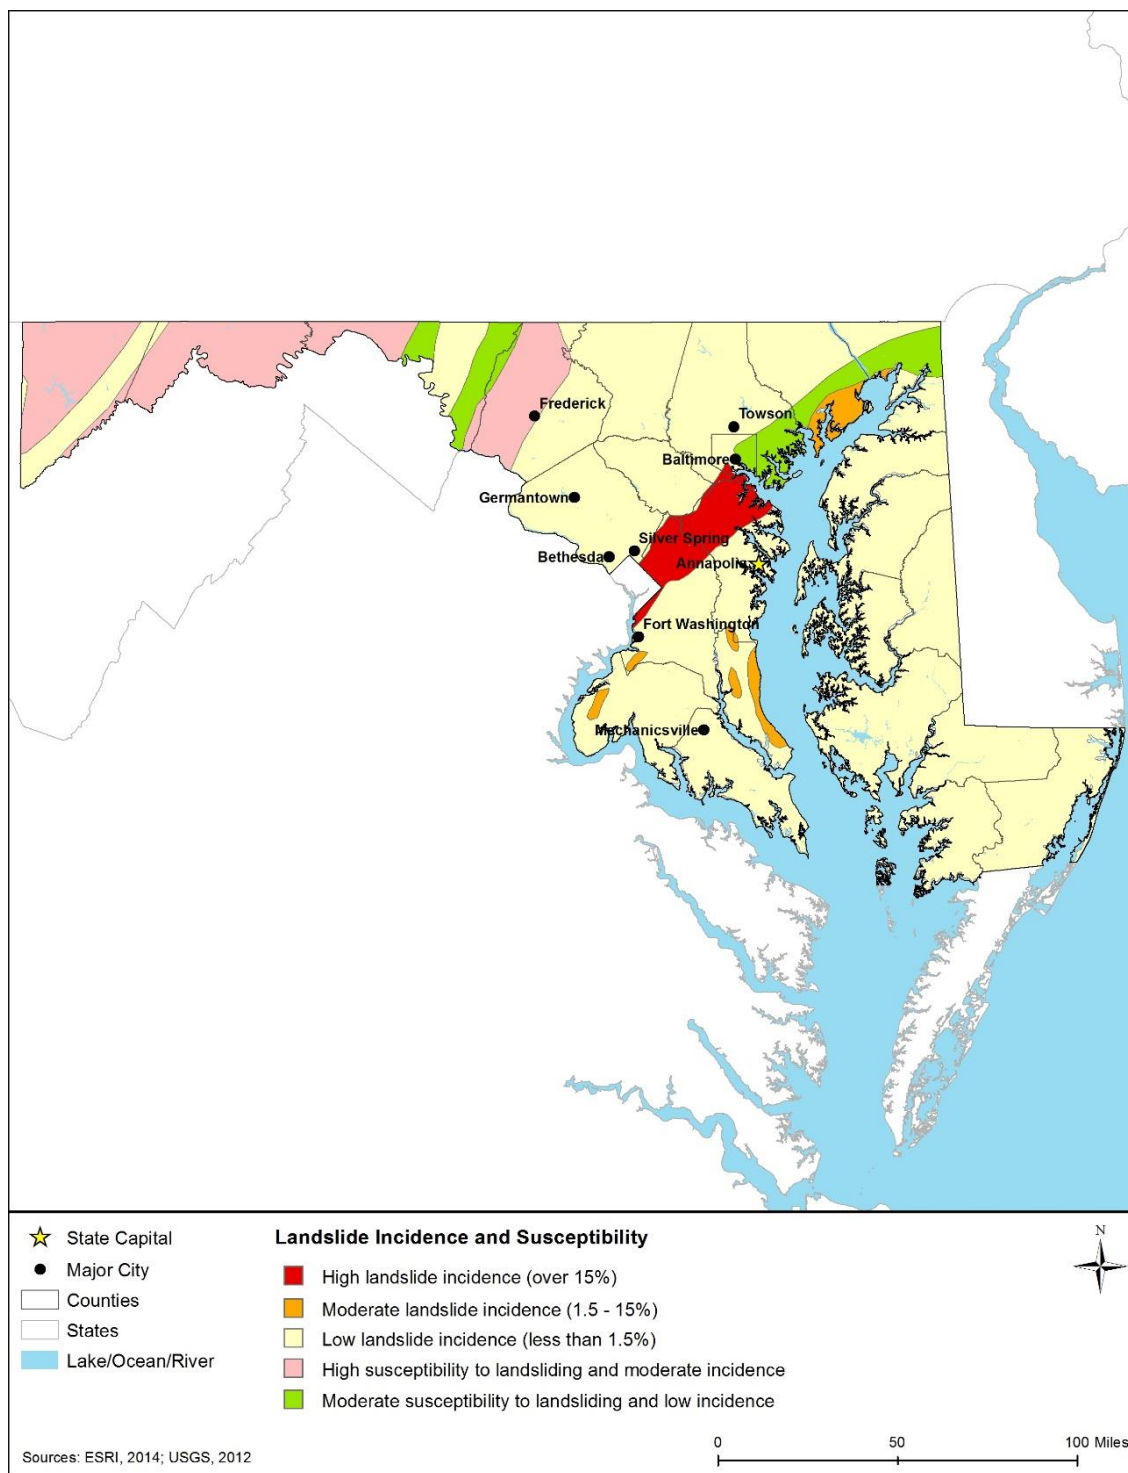 Frederick
Towson
Baltimore
Germantown
Silver Spring
Bethesda
Annapolis
Fort Washington
Mechanicsville
State Capital
Major City
Counties
States
Lake/Ocean/River
Landslide Incidence and Susceptibility
High landslide incidence (over 15%)
Moderate landslide incidence (1.5 - 15%)
Low landslide incidence (less than 1.5%)
High susceptibility to landsliding and moderate incidence
Moderate susceptibility to landsliding and low incidence
N
Sources: ESRI, 2014; USGS, 2012
0 50 100 Miles